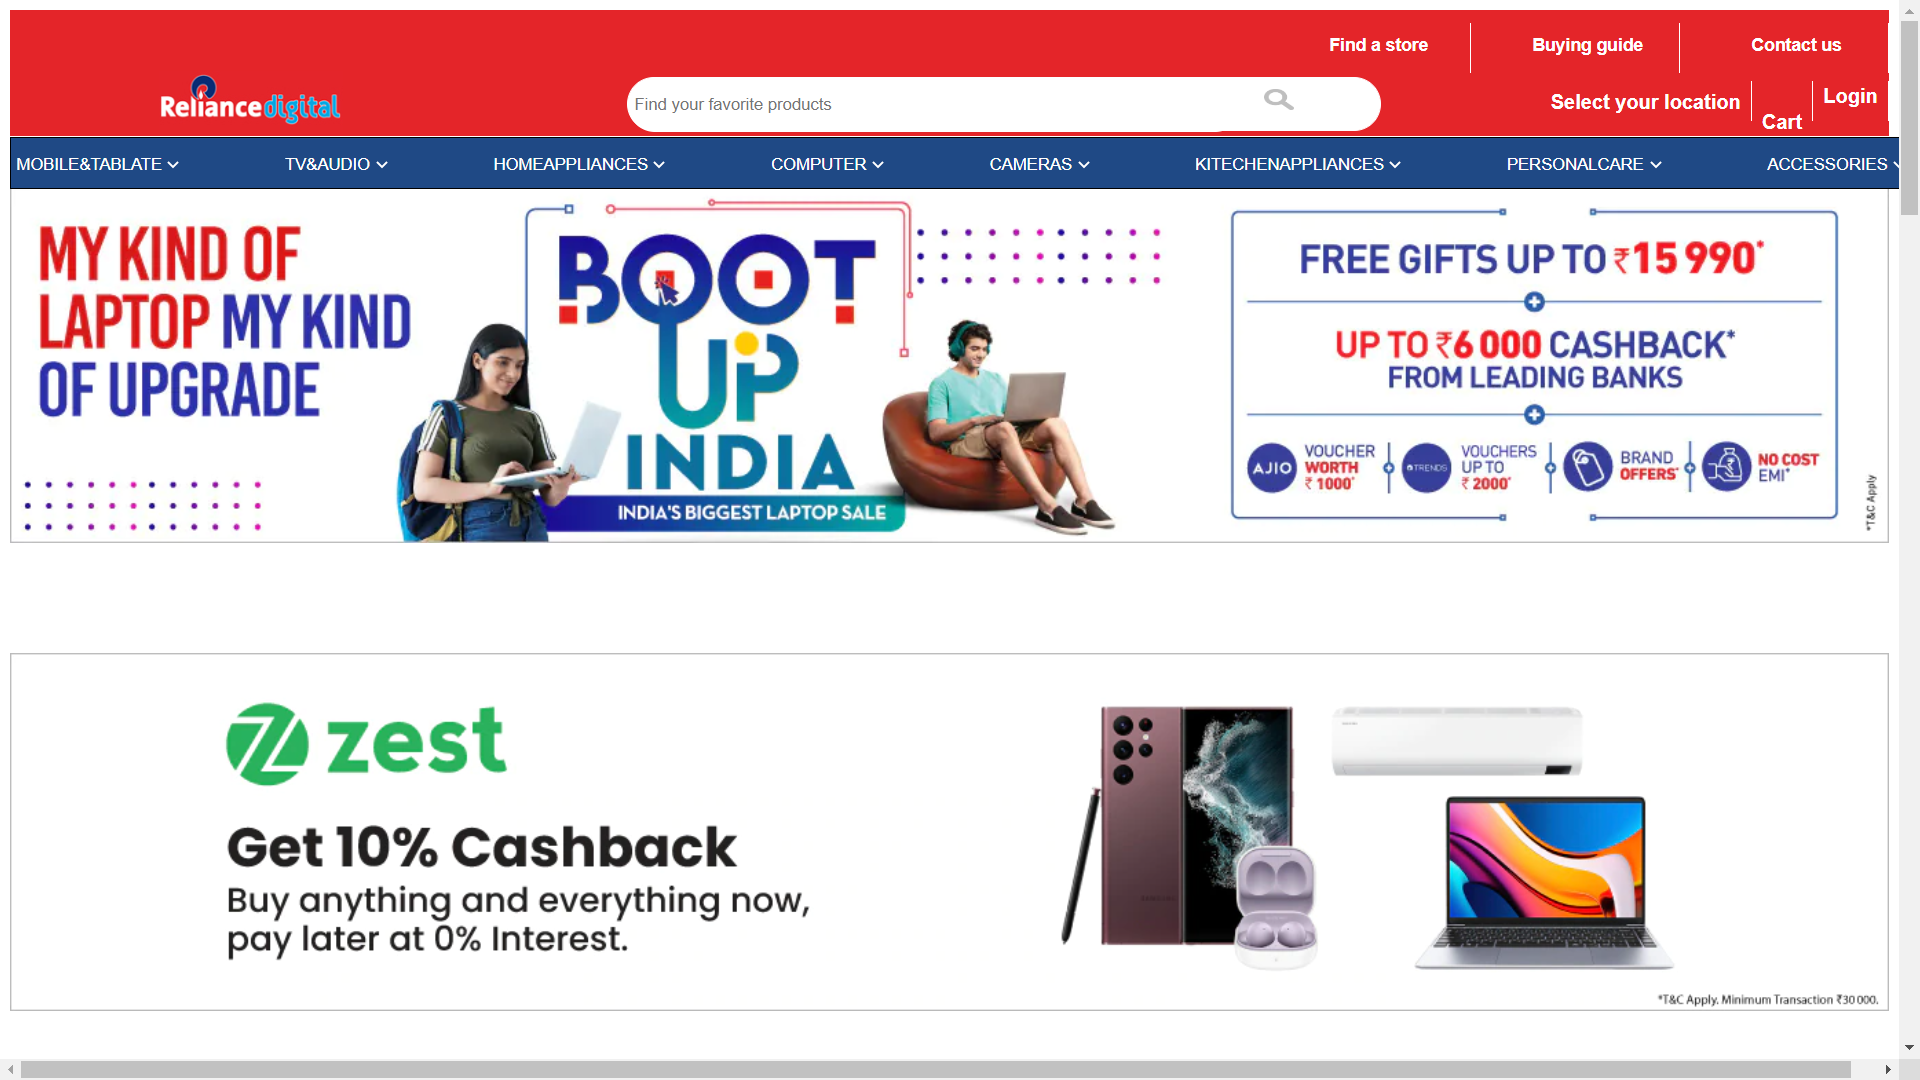 Find a store
Buying guide
Contact us
Reliance digital
Find your favorite products
Select your location
Cart
Login
MOBILE&TABLATE
TV&AUDIO
HOMEAPPLIANCES
COMPUTER
CAMERAS
KITECHENAPPLIANCES
PERSONALCARE
ACCESSORIES
MY KIND OF
LAPTOP MY KIND
OF UPGRADE
BOOT
UP
INDIA
INDIA'S BIGGEST LAPTOP SALE
FREE GIFTS UP TO ₹15 990*
UP TO ₹6 000 CASHBACK*
FROM LEADING BANKS
AJIO
VOUCHER
WORTH
₹ 1000*
TRENDS
VOUCHERS
UP TO
₹ 2000*
BRAND
OFFERS*
NO COST
EMI*
*T&C Apply
zest
Get 10% Cashback
Buy anything and everything now,
pay later at 0% Interest.
*T&C Apply. Minimum Transaction ₹30 000.